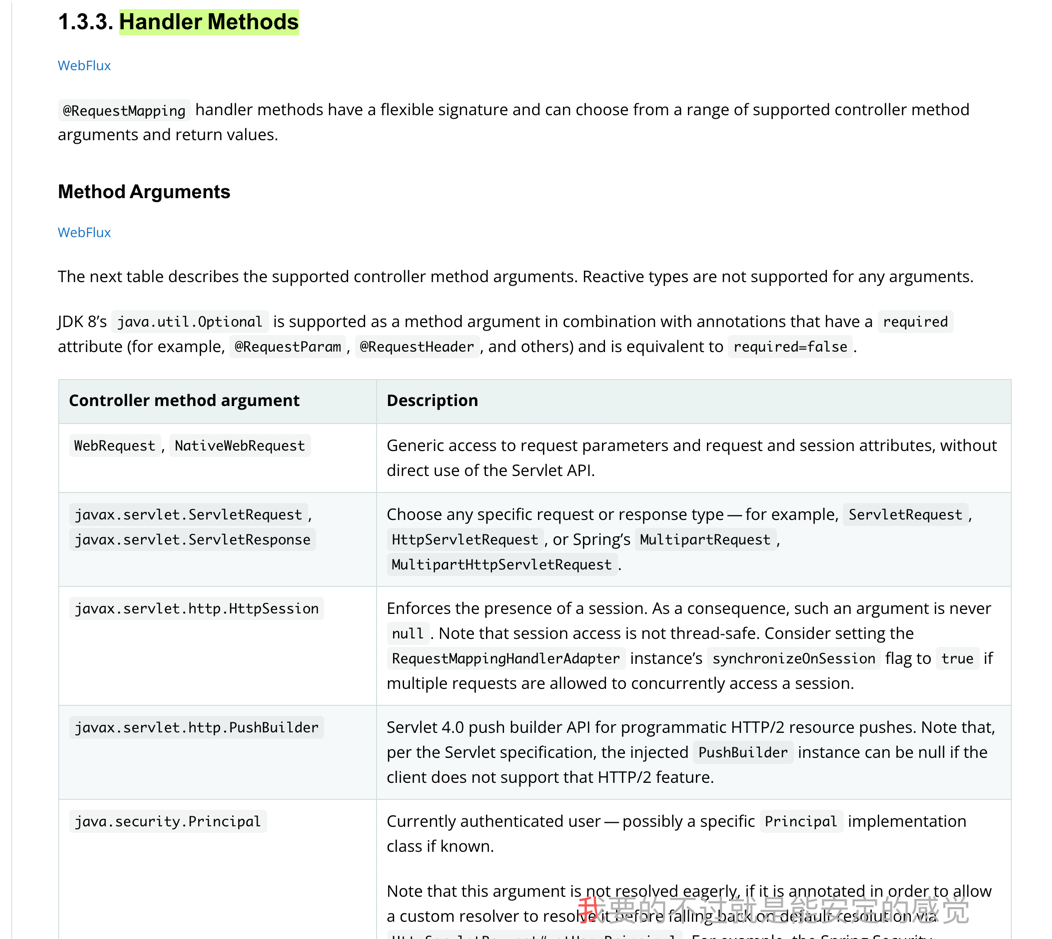 1.3.3. Handler Methods
WebFlux
@RequestMapping handler methods have a flexible signature and can choose from a range of supported controller method
arguments and return values.
Method Arguments
WebFlux
The next table describes the supported controller method arguments. Reactive types are not supported for any arguments.
JDK 8’s java.util.Optional is supported as a method argument in combination with annotations that have a required
attribute (for example, @RequestParam, @RequestHeader, and others) and is equivalent to required=false.
Controller method argument
Description
WebRequest, NativeWebRequest
Generic access to request parameters and request and session attributes, without
direct use of the Servlet API.
javax.servlet.ServletRequest,
javax.servlet.ServletResponse
Choose any specific request or response type — for example, ServletRequest,
HttpServletRequest, or Spring’s MultipartRequest,
MultipartHttpServletRequest.
javax.servlet.http.HttpSession
Enforces the presence of a session. As a consequence, such an argument is never
null. Note that session access is not thread-safe. Consider setting the
RequestMappingHandlerAdapter instance’s synchronizeOnSession flag to true if
multiple requests are allowed to concurrently access a session.
javax.servlet.http.PushBuilder
Servlet 4.0 push builder API for programmatic HTTP/2 resource pushes. Note that,
per the Servlet specification, the injected PushBuilder instance can be null if the
client does not support that HTTP/2 feature.
java.security.Principal
Currently authenticated user — possibly a specific Principal implementation
class if known.
Note that this argument is not resolved eagerly, if it is annotated in order to allow
a custom resolver to resolve it before falling back on default resolution via
我要的不过就是能安定的感觉
HttpServletRequest#getUserPrincipal. For example, the Spring Security